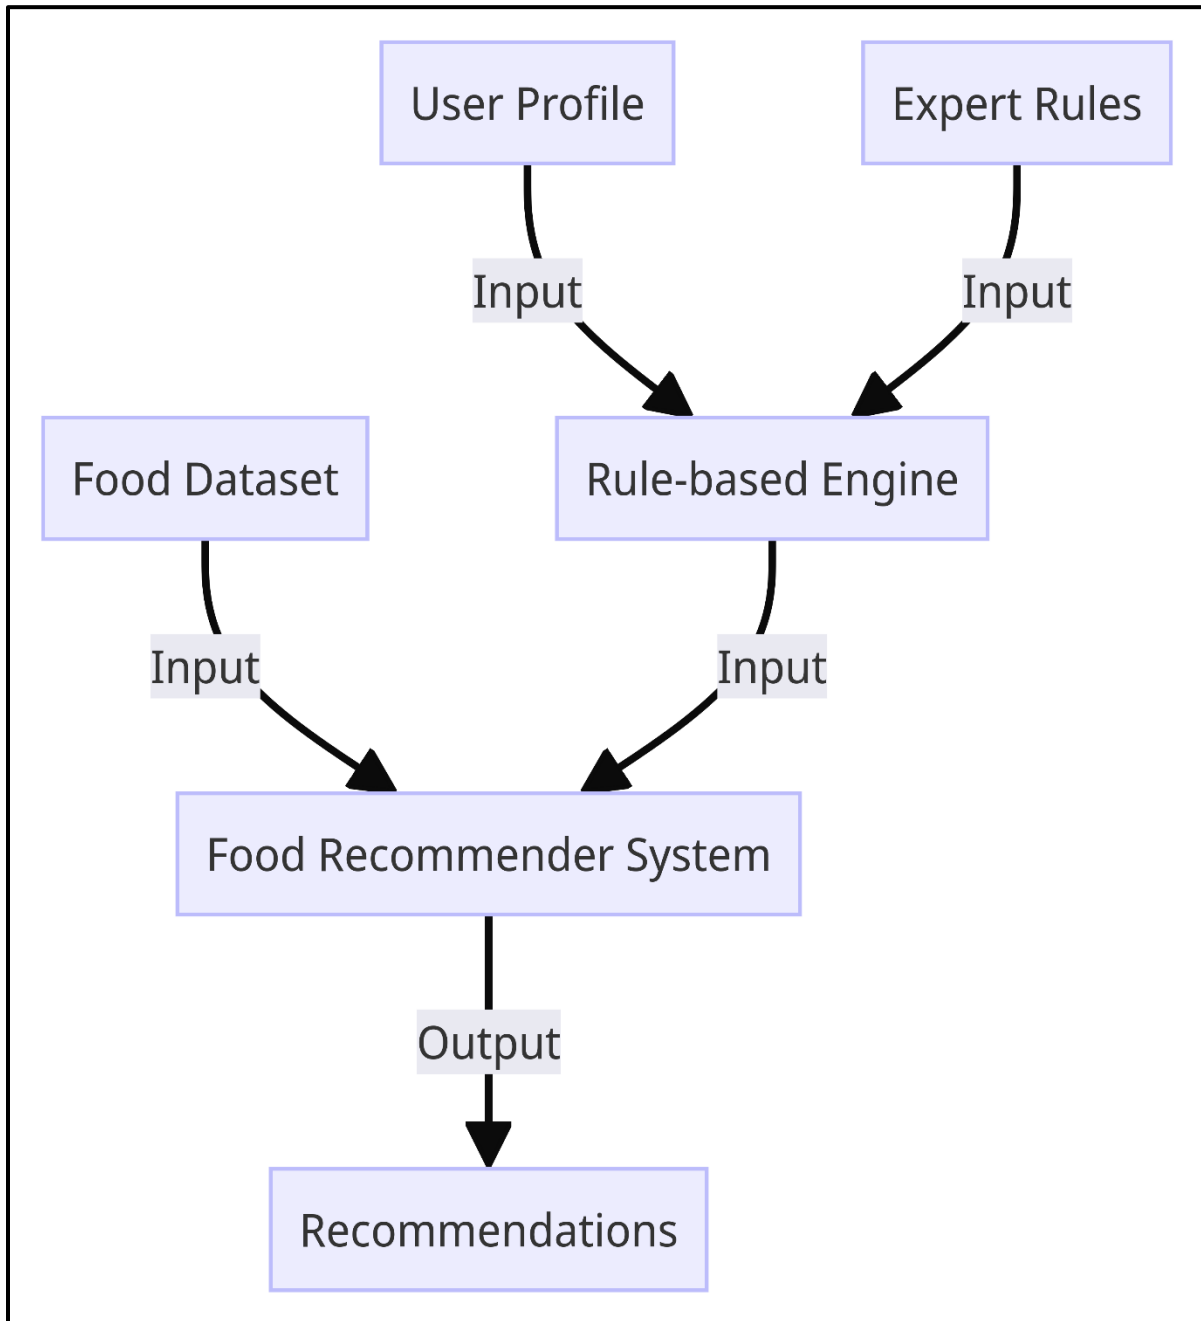 User Profile
Expert Rules
Input
Input
Food Dataset
Rule-based Engine
Input
Input
Food Recommender System
Output
Recommendations